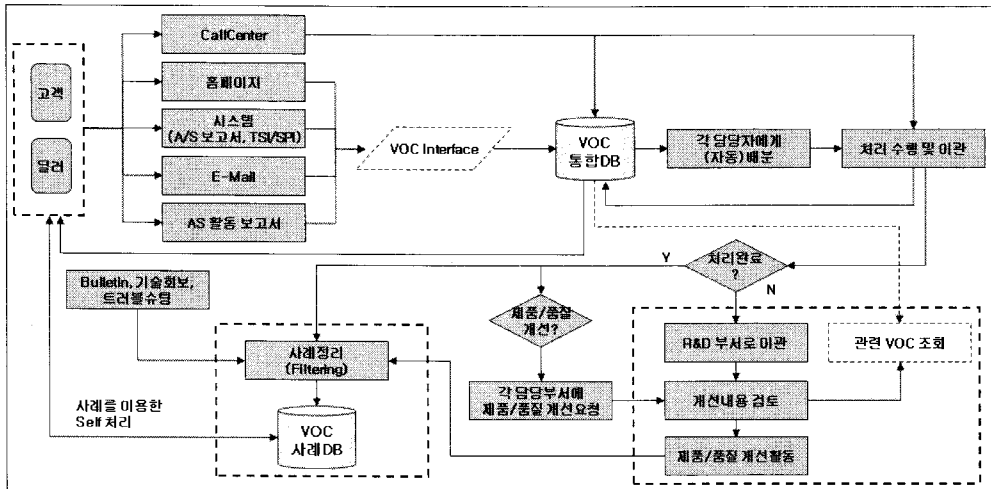 CallCenter
고객
홈페이지
시스템
(A/S 보고서, TSI/SPI)
VOC Interface
VOC
통합DB
각 담당자에게
(자동)배분
처리 수행 및 이관
딜러
E-Mail
AS 활동 보고서
Y
처리완료
?
N
Bulletin, 기술회보,
트러블슈팅
제품/품질
개선?
사례정리
(Filtering)
R&D 부서로 이관
관련 VOC 조회
각 담당부서에
제품/품질 개선요청
개선내용 검토
사례를 이용한
Self 처리
VOC
사례DB
제품/품질 개선활동